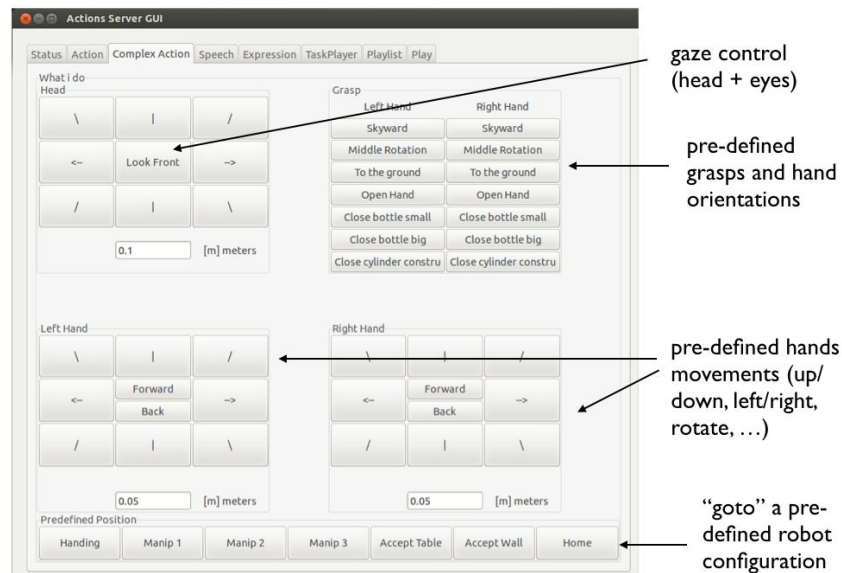 Actions Server GUI
Status Action Complex Action Speech Expression TaskPlayer Playlist Play
What i do
Head
\ | /
<-- Look Front -->
/ | \
0.1 [m] meters
Grasp
Left Hand Right Hand
Skyward Skyward
Middle Rotation Middle Rotation
To the ground To the ground
Open Hand Open Hand
Close bottle small Close bottle small
Close bottle big Close bottle big
Close cylinder constru Close cylinder constru
Left Hand
\ | /
<-- Forward -->
Back
/ | \
0.05 [m] meters
Right Hand
\ | /
<-- Forward -->
Back
/ | \
0.05 [m] meters
Predefined Position
Handing Manip 1 Manip 2 Manip 3 Accept Table Accept Wall Home
gaze control
(head + eyes)
pre-defined
grasps and hand
orientations
pre-defined hands
movements (up/
down, left/right,
rotate, …)
“goto” a pre-
defined robot
configuration